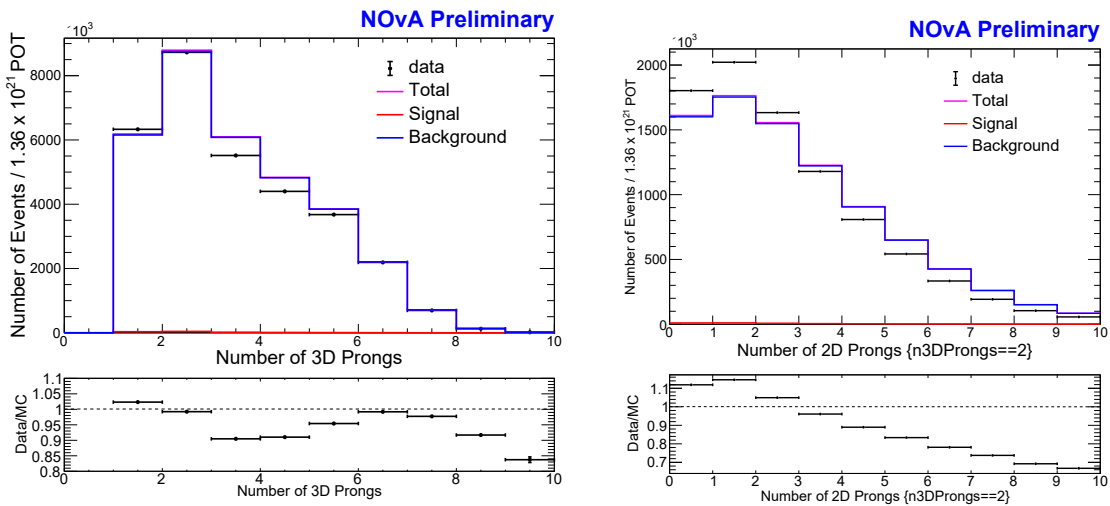 NOvA Preliminary
×10³
Number of Events / 1.36 x 10²¹ POT
8000
6000
4000
2000
0
data
Total
Signal
Background
0 2 4 6 8 10
Number of 3D Prongs
Data/MC
1.1
1.05
1
0.95
0.9
0.85
0.8
0 2 4 6 8 10
Number of 3D Prongs
NOvA Preliminary
×10³
Number of Events / 1.36 x 10²¹ POT
2000
1500
1000
500
0
data
Total
Signal
Background
0 1 2 3 4 5 6 7 8 9 10
Number of 2D Prongs {n3DProngs==2}
Data/MC
1.1
1
0.9
0.8
0.7
0 1 2 3 4 5 6 7 8 9 10
Number of 2D Prongs {n3DProngs==2}